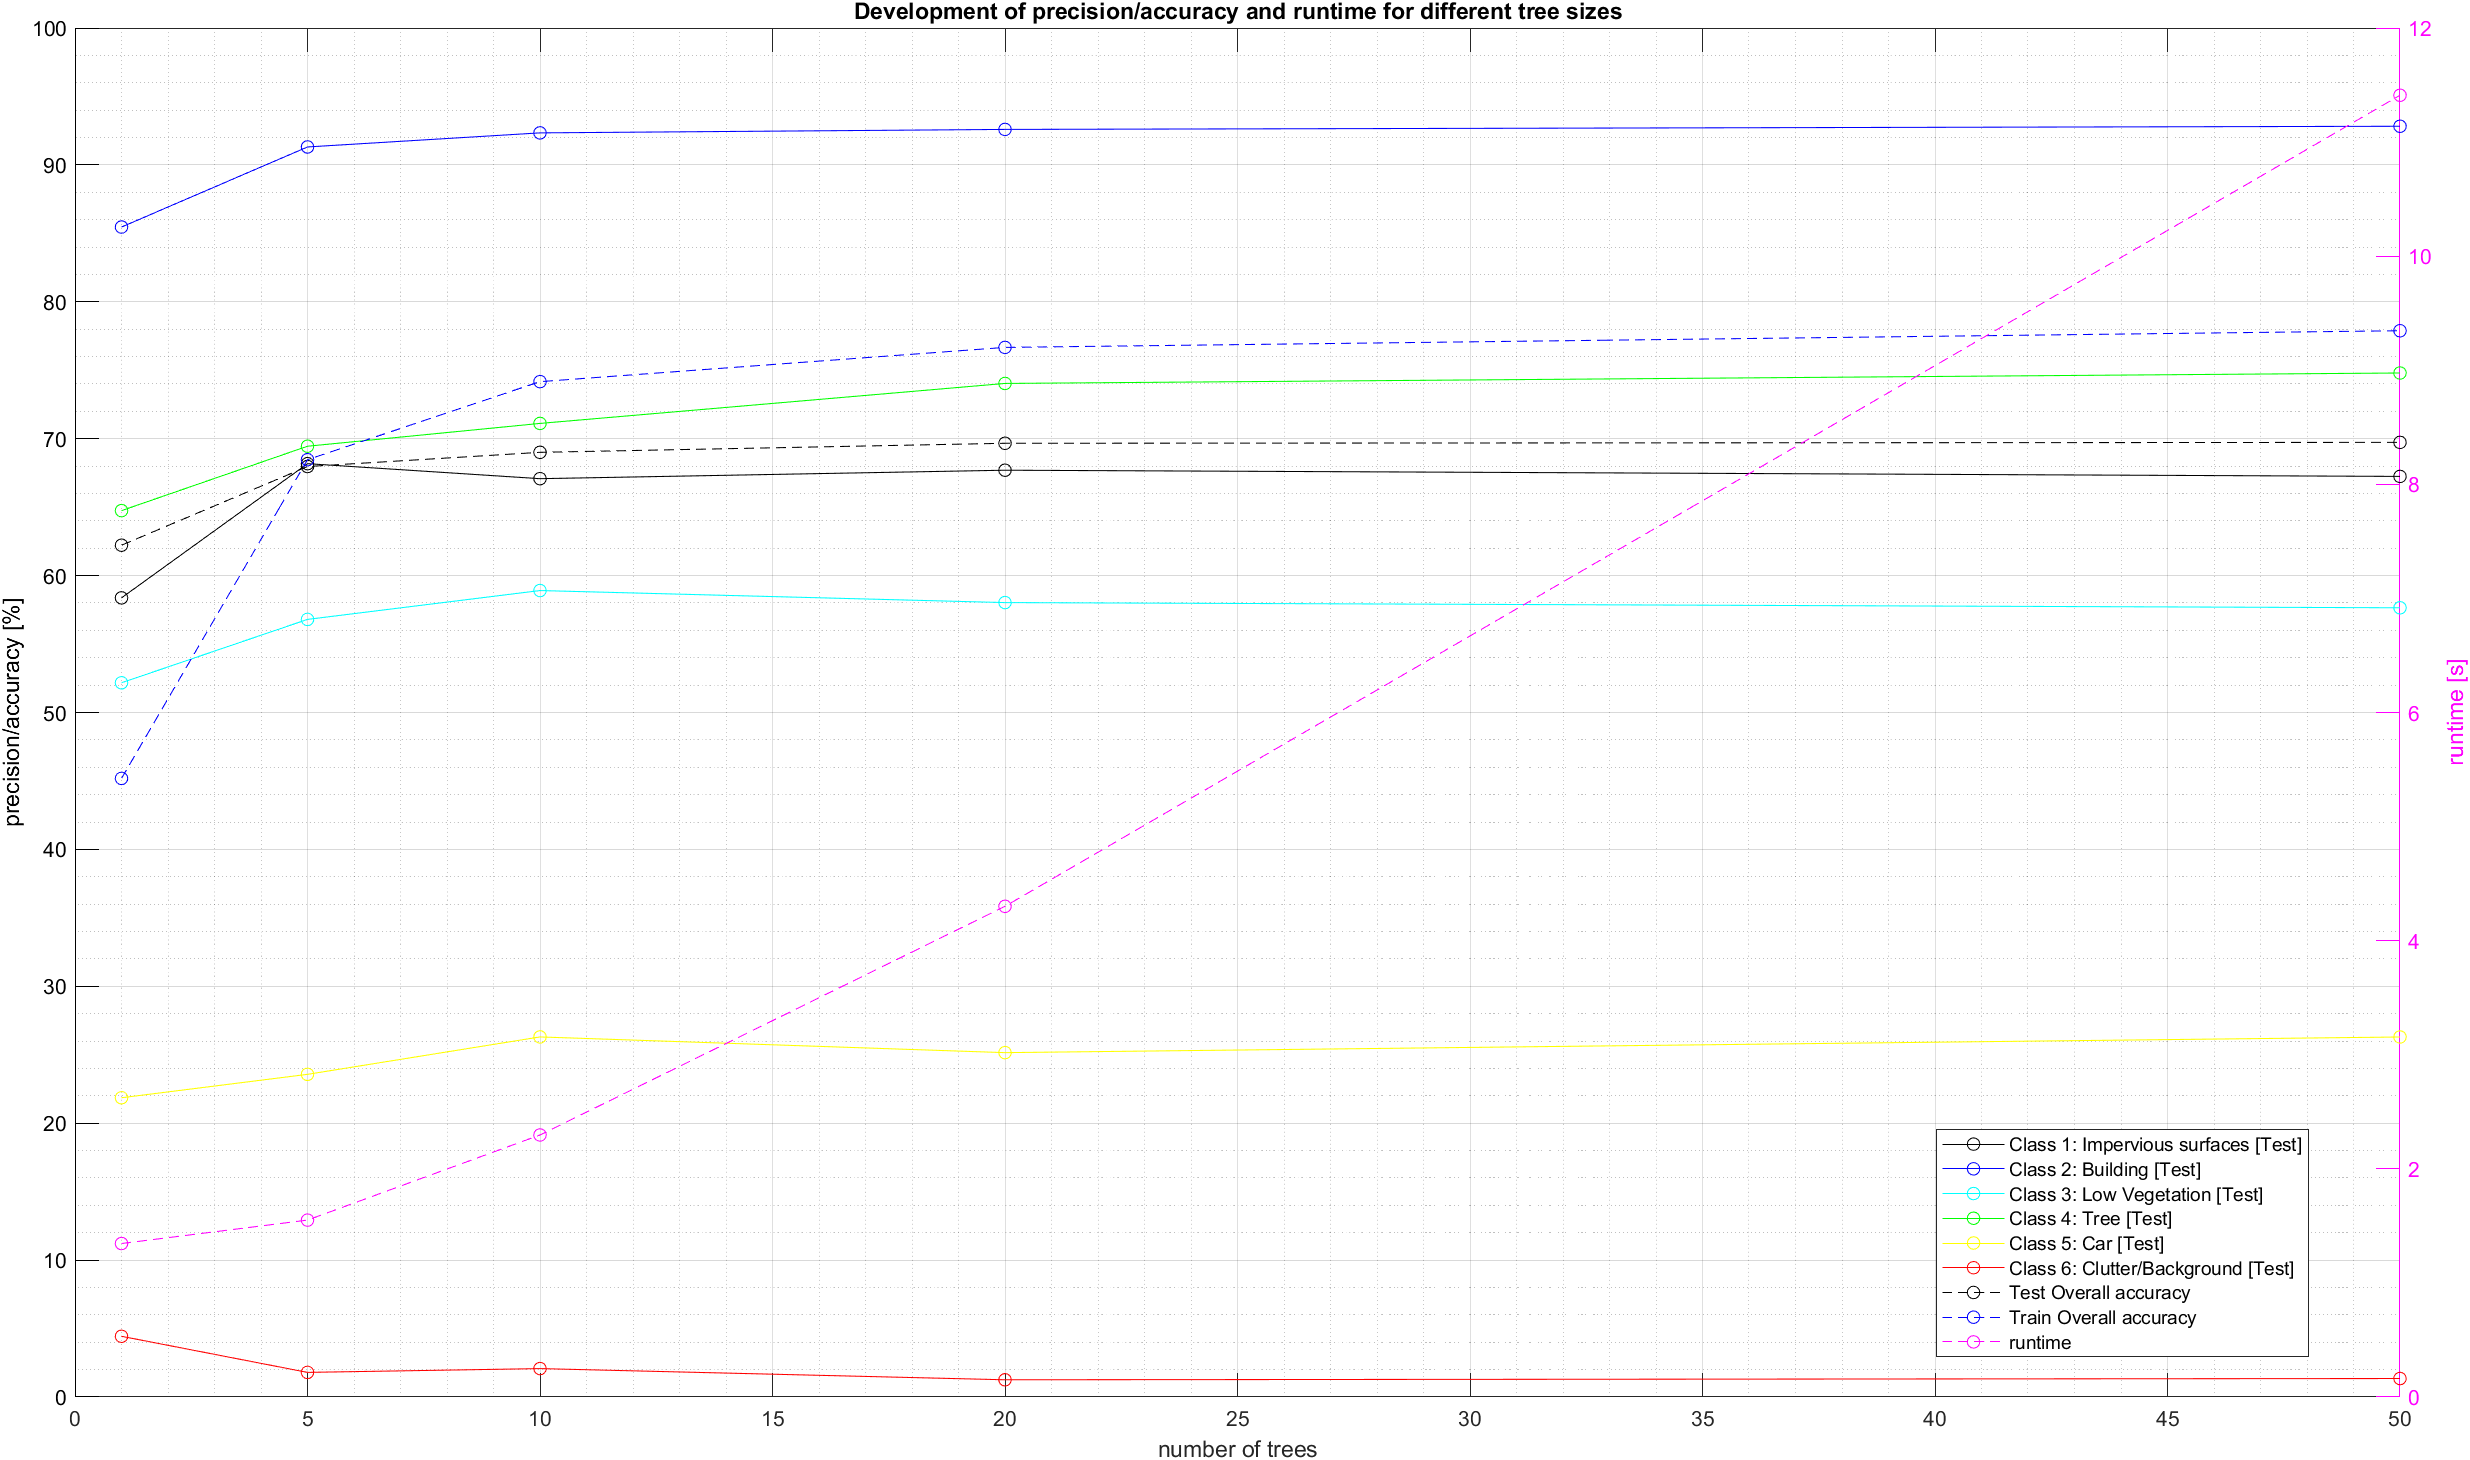 Development of precision/accuracy and runtime for different tree sizes
100
90
80
70
60
50
40
30
20
10
0
precision/accuracy [%]
12
10
8
6
4
2
0
runtime [s]
0 5 10 15 20 25 30 35 40 45 50
number of trees
Class 1: Impervious surfaces [Test]
Class 2: Building [Test]
Class 3: Low Vegetation [Test]
Class 4: Tree [Test]
Class 5: Car [Test]
Class 6: Clutter/Background [Test]
Test Overall accuracy
Train Overall accuracy
runtime